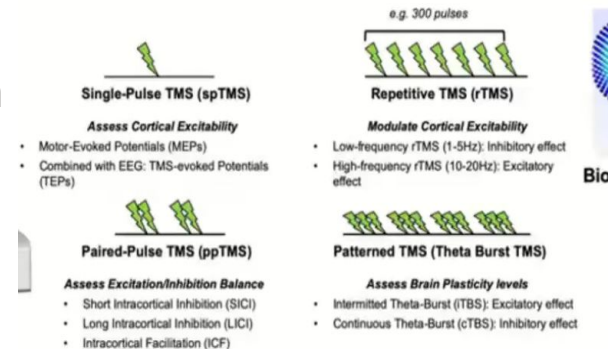 e.g. 300 pulses
Single-Pulse TMS (spTMS)
Assess Cortical Excitability
• Motor-Evoked Potentials (MEPs)
• Combined with EEG: TMS-evoked Potentials
(TEPs)
Repetitive TMS (rTMS)
Modulate Cortical Excitability
• Low-frequency rTMS (1-5Hz): Inhibitory effect
• High-frequency rTMS (10-20Hz): Excitatory
effect
Bio
Paired-Pulse TMS (ppTMS)
Assess Excitation/Inhibition Balance
• Short Intracortical Inhibition (SICI)
• Long Intracortical Inhibition (LICI)
• Intracortical Facilitation (ICF)
Patterned TMS (Theta Burst TMS)
Assess Brain Plasticity levels
• Intermitted Theta-Burst (iTBS): Excitatory effect
• Continuous Theta-Burst (cTBS): Inhibitory effect